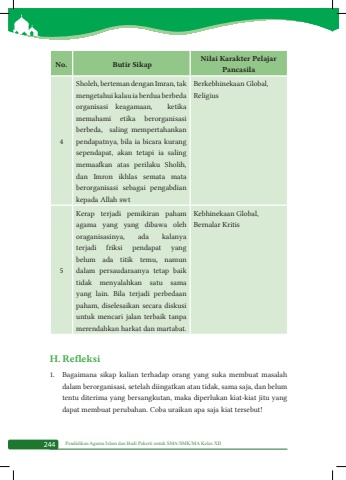 No.
Butir Sikap
Nilai Karakter Pelajar
Pancasila
Sholeh, berteman dengan Imran, tak
mengetahui kalau ia berdua berbeda
organisasi keagamaan, ketika
memahami etika berorganisasi
berbeda, saling mempertahankan
4
pendapatnya, bila ia bicara kurang
sependapat, akan tetapi ia saling
memaafkan atas perilaku Sholih,
dan Imron ikhlas semata mata
berorganisasi sebagai pengabdian
kepada Allah swt
Berkebhinekaan Global,
Religius
Kerap terjadi pemikiran paham
agama yang yang dibawa oleh
oraganisasinya, ada kalanya
terjadi friksi pendapat yang
belum ada titik temu, namun
5
dalam persaudaraanya tetap baik
tidak menyalahkan satu sama
yang lain. Bila terjadi perbedaan
paham, diselesaikan secara diskusi
untuk mencari jalan terbaik tanpa
merendahkan harkat dan martabat.
Kebhinekaan Global,
Bernalar Kritis
H. Refleksi
1. Bagaimana sikap kalian terhadap orang yang suka membuat masalah
dalam berorganisasi, setelah diingatkan atau tidak, sama saja, dan belum
tentu diterima yang bersangkutan, maka diperlukan kiat-kiat jitu yang
dapat membuat perubahan. Coba uraikan apa saja kiat tersebut!
244
Pendidikan Agama Islam dan Budi Pekerti untuk SMA/SMK/MA Kelas XII